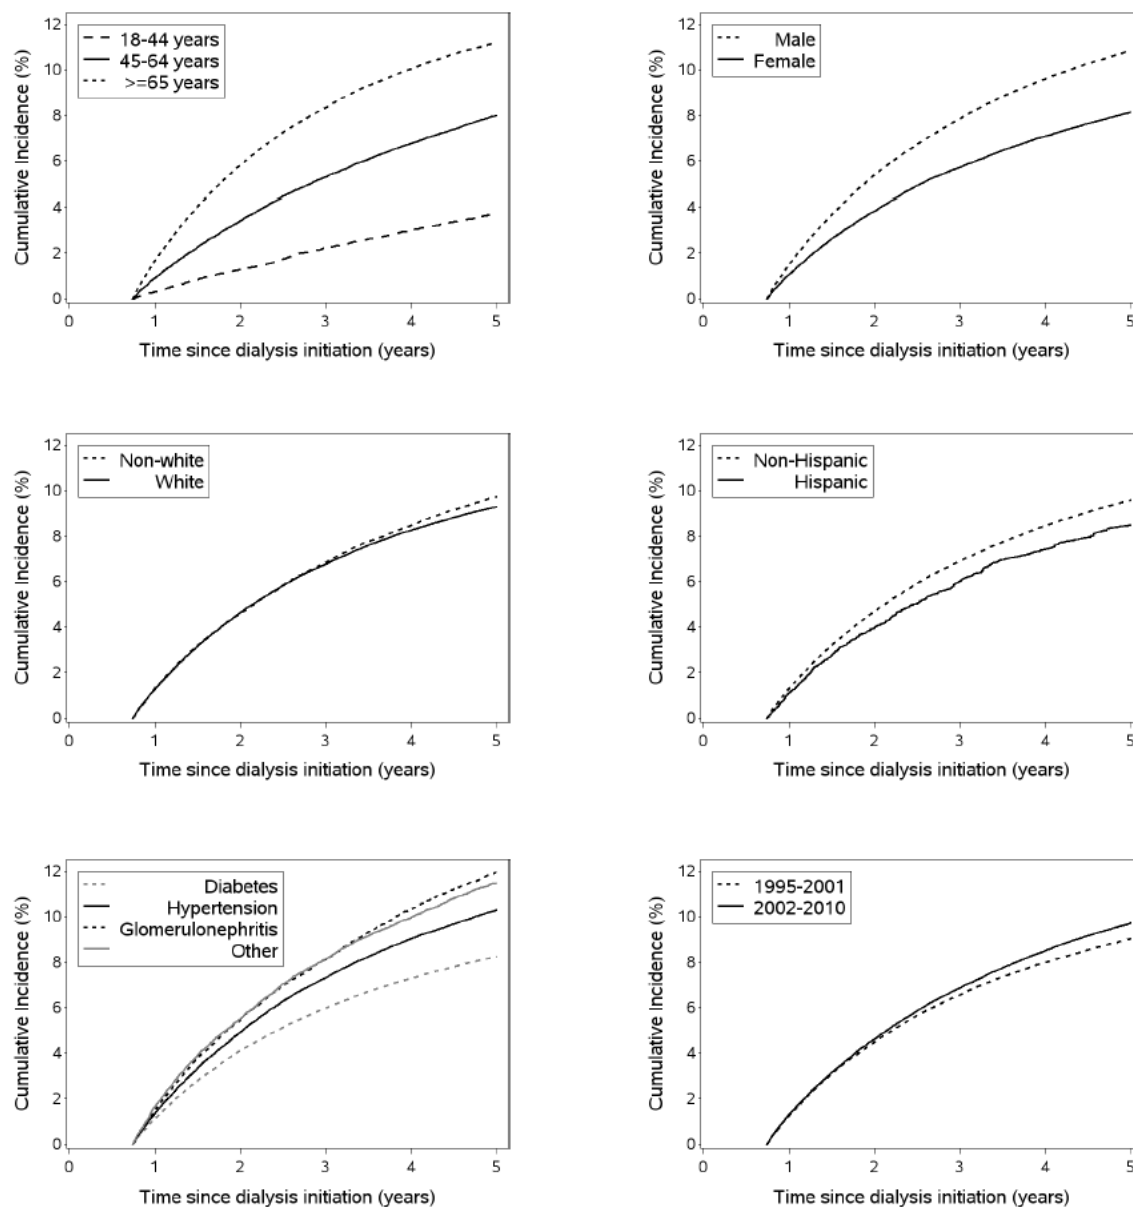 Cumulative Incidence (%)
12
10
8
6
4
2
0
18-44 years
45-64 years
>=65 years
0 1 2 3 4 5
Time since dialysis initiation (years)
Cumulative Incidence (%)
12
10
8
6
4
2
0
Male
Female
0 1 2 3 4 5
Time since dialysis initiation (years)
Cumulative Incidence (%)
12
10
8
6
4
2
0
Non-white
White
0 1 2 3 4 5
Time since dialysis initiation (years)
Cumulative Incidence (%)
12
10
8
6
4
2
0
Non-Hispanic
Hispanic
0 1 2 3 4 5
Time since dialysis initiation (years)
Cumulative Incidence (%)
12
10
8
6
4
2
0
Diabetes
Hypertension
Glomerulonephritis
Other
0 1 2 3 4 5
Time since dialysis initiation (years)
Cumulative Incidence (%)
12
10
8
6
4
2
0
1995-2001
2002-2010
0 1 2 3 4 5
Time since dialysis initiation (years)